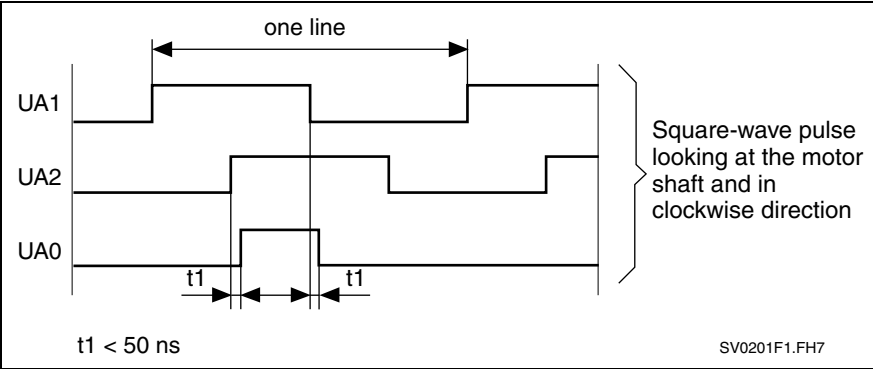 one line
UA1
UA2
UA0
t1
t1
Square-wave pulse
looking at the motor
shaft and in
clockwise direction
t1 < 50 ns
SV0201F1.FH7